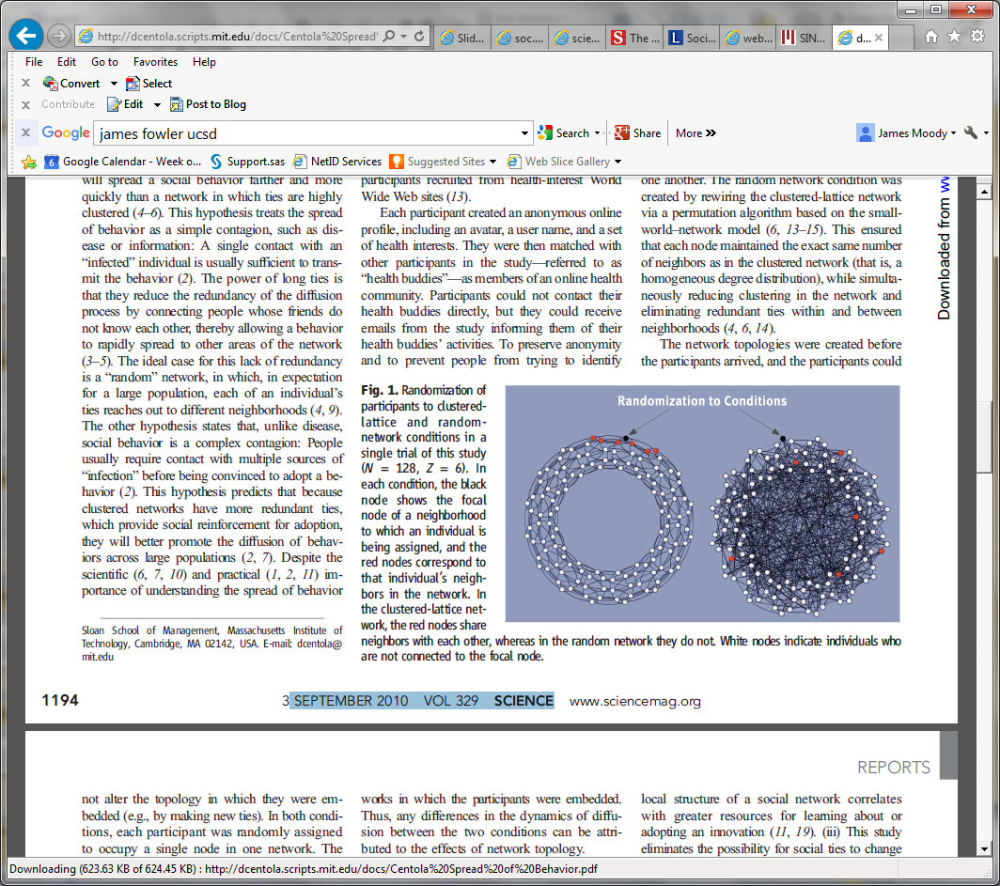 http://dcentola.scripts.mit.edu/docs/Centola%20Spread'
Slid...
soc....
scie...
The ...
Soci...
web...
SIN...
d...
File Edit Go to Favorites Help
x Convert Select
x Contribute Edit Post to Blog
x Google james fowler ucsd Search Share More » James Moody
Google Calendar - Week o... Support.sas NetID Services Suggested Sites Web Slice Gallery
will spread a social behavior farther and more
quickly than a network in which ties are highly
clustered (4–6). This hypothesis treats the spread
of behavior as a simple contagion, such as dis-
ease or information: A single contact with an
“infected” individual is usually sufficient to trans-
mit the behavior (2). The power of long ties is
that they reduce the redundancy of the diffusion
process by connecting people whose friends do
not know each other, thereby allowing a behavior
to rapidly spread to other areas of the network
(3–5). The ideal case for this lack of redundancy
is a “random” network, in which, in expectation
for a large population, each of an individual’s
ties reaches out to different neighborhoods (4, 9).
The other hypothesis states that, unlike disease,
social behavior is a complex contagion: People
usually require contact with multiple sources of
“infection” before being convinced to adopt a be-
havior (2). This hypothesis predicts that because
clustered networks have more redundant ties,
which provide social reinforcement for adoption,
they will better promote the diffusion of behav-
iors across large populations (2, 7). Despite the
scientific (6, 7, 10) and practical (1, 2, 11) im-
portance of understanding the spread of behavior
Sloan School of Management, Massachusetts Institute of
Technology, Cambridge, MA 02142, USA. E-mail: dcentola@
mit.edu
participants recruited from health-interest World
Wide Web sites (13).
Each participant created an anonymous online
profile, including an avatar, a user name, and a set
of health interests. They were then matched with
other participants in the study—referred to as
“health buddies”—as members of an online health
community. Participants could not contact their
health buddies directly, but they could receive
emails from the study informing them of their
health buddies’ activities. To preserve anonymity
and to prevent people from trying to identify
one another. The random network condition was
created by rewiring the clustered-lattice network
via a permutation algorithm based on the small-
world–network model (6, 13–15). This ensured
that each node maintained the exact same number
of neighbors as in the clustered network (that is, a
homogeneous degree distribution), while simulta-
neously reducing clustering in the network and
eliminating redundant ties within and between
neighborhoods (4, 6, 14).
The network topologies were created before
the participants arrived, and the participants could
Downloaded from
Fig. 1. Randomization of
participants to clustered-
lattice and random-
network conditions in a
single trial of this study
(N = 128, Z = 6). In
each condition, the black
node shows the focal
node of a neighborhood
to which an individual is
being assigned, and the
red nodes correspond to
that individual’s neigh-
bors in the network. In
the clustered-lattice net-
work, the red nodes share
neighbors with each other, whereas in the random network they do not. White nodes indicate individuals who
are not connected to the focal node.
Randomization to Conditions
1194 3 SEPTEMBER 2010 VOL 329 SCIENCE www.sciencemag.org
REPORTS
not alter the topology in which they were em-
bedded (e.g., by making new ties). In both condi-
tions, each participant was randomly assigned
to occupy a single node in one network. The
works in which the participants were embedded.
Thus, any differences in the dynamics of diffu-
sion between the two conditions can be attri-
buted to the effects of network topology.
local structure of a social network correlates
with greater resources for learning about or
adopting an innovation (11, 19). (iii) This study
eliminates the possibility for social ties to change
Downloading (623.63 KB of 624.45 KB) : http://dcentola.scripts.mit.edu/docs/Centola%20Spread%20of%20Behavior.pdf